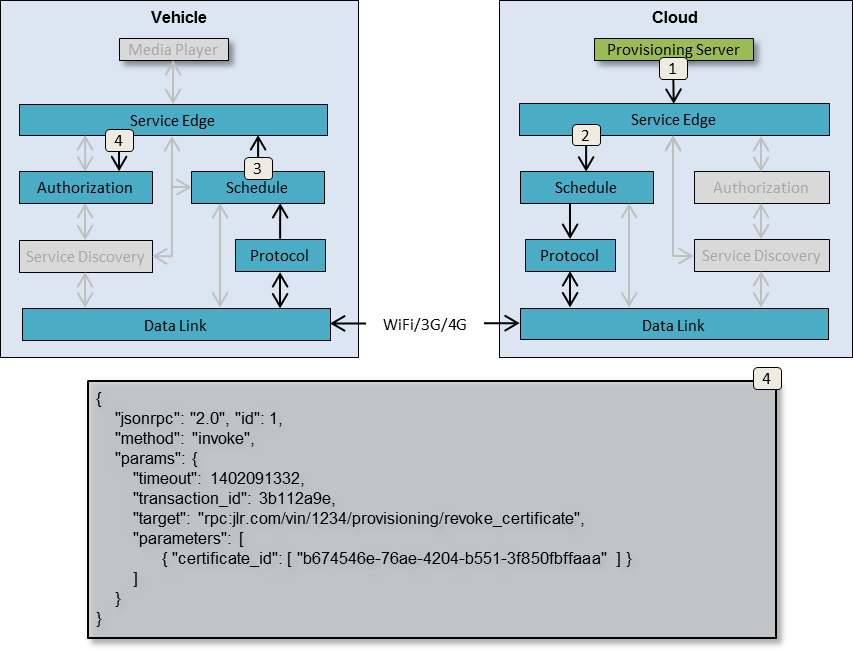 Vehicle
Media Player
Service Edge
4
3
Authorization
Schedule
Service Discovery
Protocol
Data Link
WiFi/3G/4G
Cloud
Provisioning Server
1
Service Edge
2
Schedule
Authorization
Protocol
Service Discovery
Data Link
4
{
"jsonrpc": "2.0", "id": 1,
"method": "invoke",
"params": {
"timeout": 1402091332,
"transaction_id": 3b112a9e,
"target": "rpc:jlr.com/vin/1234/provisioning/revoke_certificate",
"parameters": [
{ "certificate_id": [ "b674546e-76ae-4204-b551-3f850fbffaaa" ] }
]
}
}